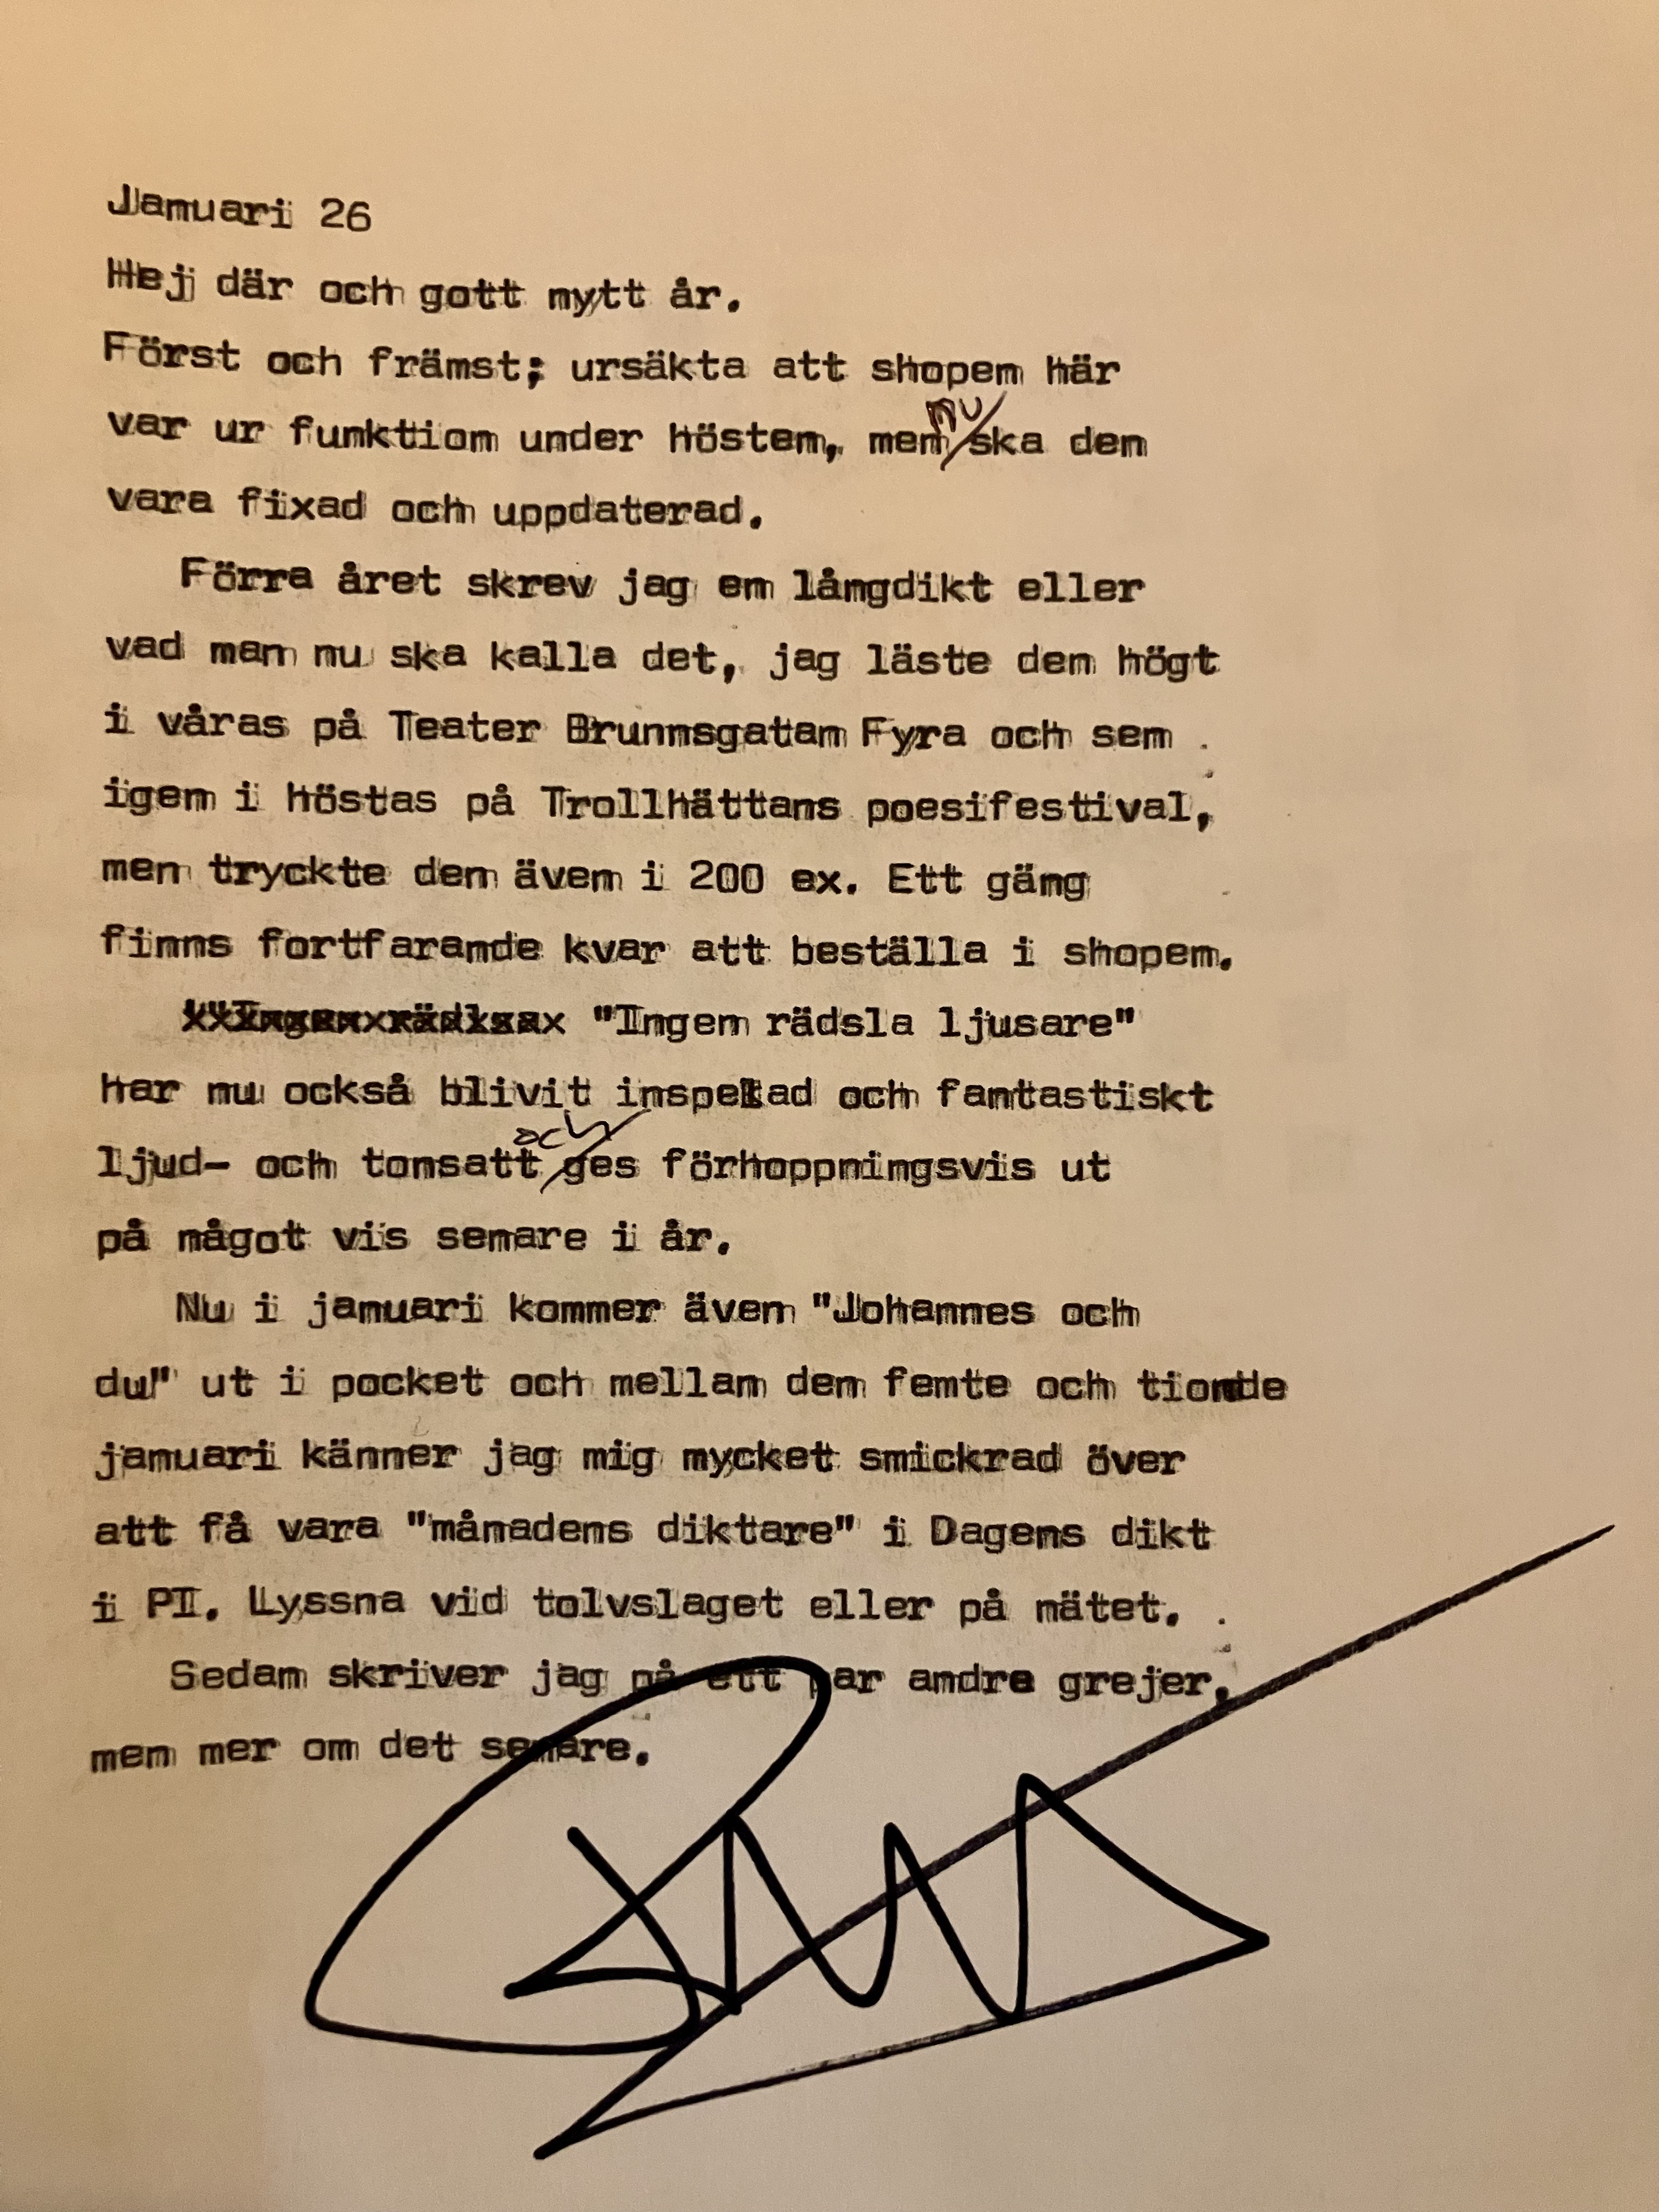 Januari 26
Hej där och gott nytt år.
Först och främst; ursäkta att shopen här
var ur funktion under hösten, men nu ska den
vara fixad och uppdaterad.
Förra året skrev jag en långdikt eller
vad man nu ska kalla det, jag läste den högt
i våras på Teater Brunnsgatan Fyra och sen
igen i höstas på Trollhättans poesifestival,
men tryckte den även i 200 ex. Ett gäng
finns fortfarande kvar att beställa i shopen.
"Ingen rädsla ljusare"
har nu också blivit inspelad och fantastiskt
ljud- och tonsatt och ges förhoppningsvis ut
på något vis senare i år.
Nu i januari kommer även "Johannes och
du" ut i pocket och mellan den femte och tionde
januari känner jag mig mycket smickrad över
att få vara "månadens diktare" i Dagens dikt
i P1. Lyssna vid tolvslaget eller på nätet.
Sedan skriver jag på ett par andra grejer,
men mer om det senare.